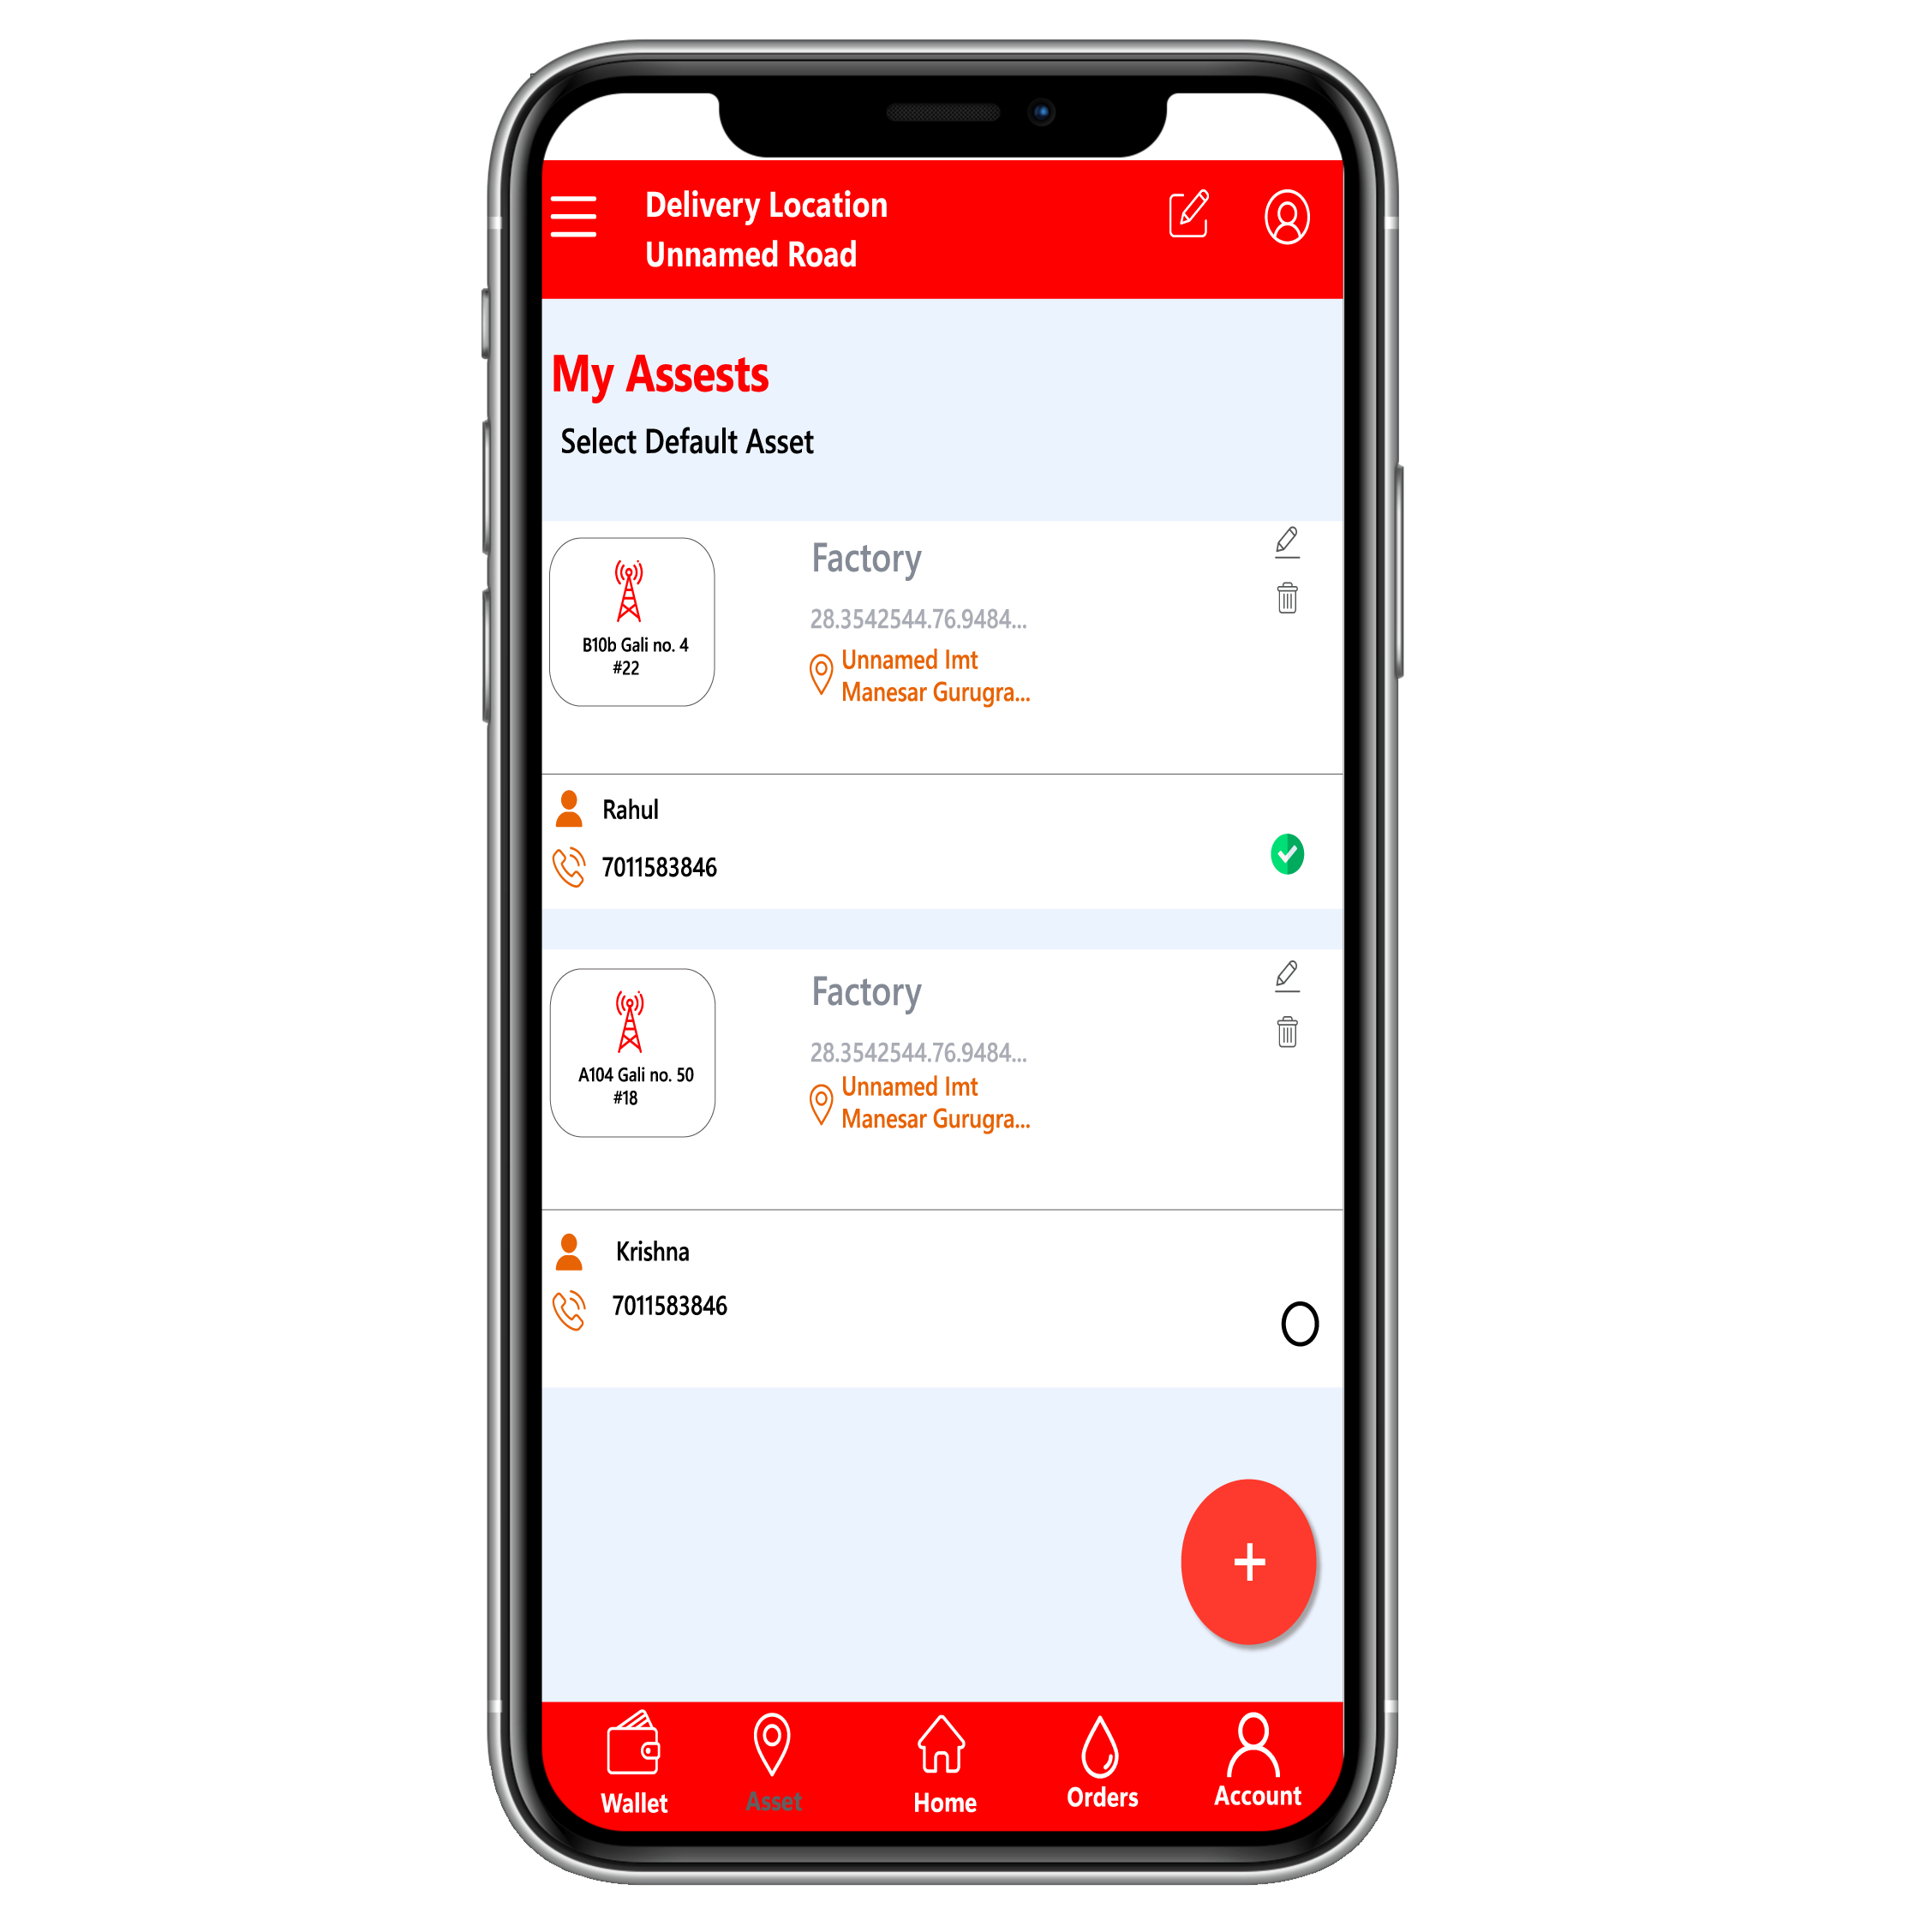 Delivery Location
Unnamed Road
My Assests
Select Default Asset
Factory
28.3542544.76.9484...
B10b Gali no. 4
#22
Unnamed Imt
Manesar Gurugra...
Rahul
7011583846
Factory
28.3542544.76.9484...
A104 Gali no. 50
#18
Unnamed Imt
Manesar Gurugra...
Krishna
7011583846
+
Wallet
Asset
Home
Orders
Account